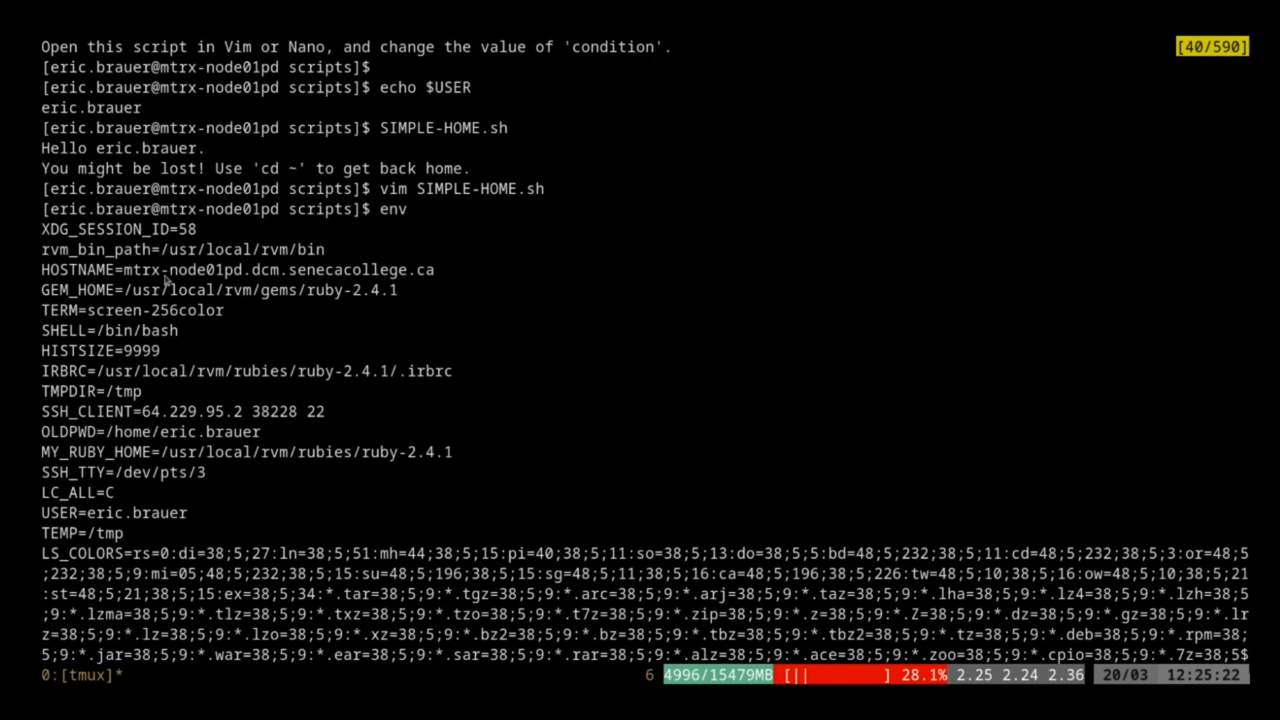 Open this script in Vim or Nano, and change the value of 'condition'.
[40/590]
[eric.brauer@mtrx-node01pd scripts]$
[eric.brauer@mtrx-node01pd scripts]$ echo $USER
eric.brauer
[eric.brauer@mtrx-node01pd scripts]$ SIMPLE-HOME.sh
Hello eric.brauer.
You might be lost! Use 'cd ~' to get back home.
[eric.brauer@mtrx-node01pd scripts]$ vim SIMPLE-HOME.sh
[eric.brauer@mtrx-node01pd scripts]$ env
XDG_SESSION_ID=58
rvm_bin_path=/usr/local/rvm/bin
HOSTNAME=mtrx-node01pd.dcm.senecacollege.ca
GEM_HOME=/usr/local/rvm/gems/ruby-2.4.1
TERM=screen-256color
SHELL=/bin/bash
HISTSIZE=9999
IRBRC=/usr/local/rvm/rubies/ruby-2.4.1/.irbrc
TMPDIR=/tmp
SSH_CLIENT=64.229.95.2 38228 22
OLDPWD=/home/eric.brauer
MY_RUBY_HOME=/usr/local/rvm/rubies/ruby-2.4.1
SSH_TTY=/dev/pts/3
LC_ALL=C
USER=eric.brauer
TEMP=/tmp
LS_COLORS=rs=0:di=38;5;27:ln=38;5;51:mh=44;38;5;15:pi=40;38;5;11:so=38;5;13:do=38;5;5:bd=48;5;232;38;5;11:cd=48;5;232;38;5;3:or=48;5
;232;38;5;9:mi=05;48;5;232;38;5;15:su=48;5;196;38;5;15:sg=48;5;11;38;5;16:ca=48;5;196;38;5;226:tw=48;5;10;38;5;16:ow=48;5;10;38;5;21
:st=48;5;21;38;5;15:ex=38;5;34:*.tar=38;5;9:*.tgz=38;5;9:*.arc=38;5;9:*.arj=38;5;9:*.taz=38;5;9:*.lha=38;5;9:*.lz4=38;5;9:*.lzh=38;5
;9:*.lzma=38;5;9:*.tlz=38;5;9:*.txz=38;5;9:*.tzo=38;5;9:*.t7z=38;5;9:*.zip=38;5;9:*.z=38;5;9:*.Z=38;5;9:*.dz=38;5;9:*.gz=38;5;9:*.lr
z=38;5;9:*.lz=38;5;9:*.lzo=38;5;9:*.xz=38;5;9:*.bz2=38;5;9:*.bz=38;5;9:*.tbz=38;5;9:*.tbz2=38;5;9:*.tz=38;5;9:*.deb=38;5;9:*.rpm=38;
5;9:*.jar=38;5;9:*.war=38;5;9:*.ear=38;5;9:*.sar=38;5;9:*.rar=38;5;9:*.alz=38;5;9:*.ace=38;5;9:*.zoo=38;5;9:*.cpio=38;5;9:*.7z=38;5$
0:[tmux]* 6 4996/15479MB [|| ] 28.1% 2.25 2.24 2.36 20/03 12:25:22